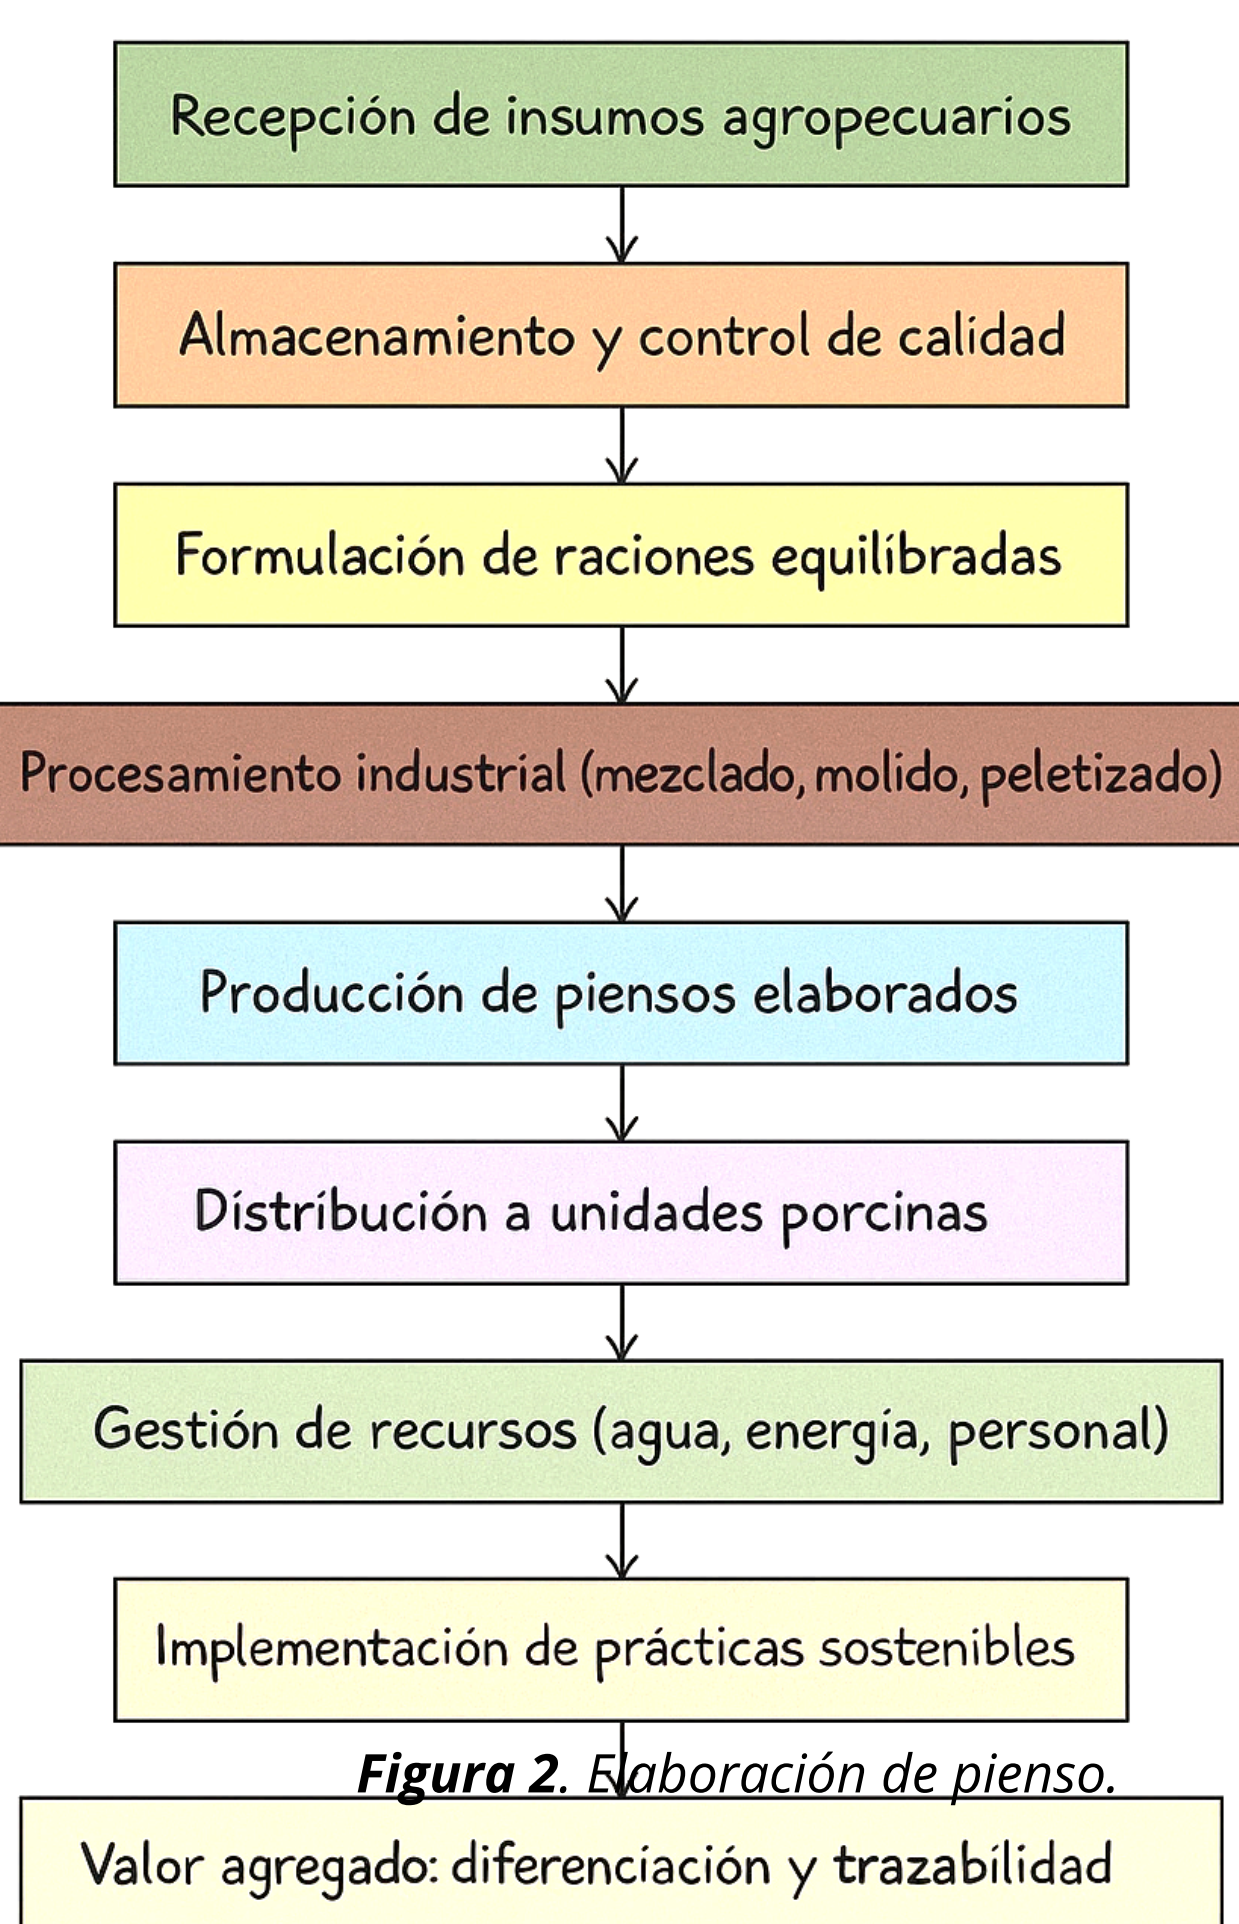 Recepción de insumos agropecuarios
Almacenamiento y control de calidad
Formulación de raciones equilibradas
Procesamiento industrial (mezclado, molido, peletizado)
Producción de piensos elaborados
Distribución a unidades porcinas
Gestión de recursos (agua, energía, personal)
Implementación de prácticas sostenibles
Figura 2. Elaboración de pienso.
Valor agregado: diferenciación y trazabilidad